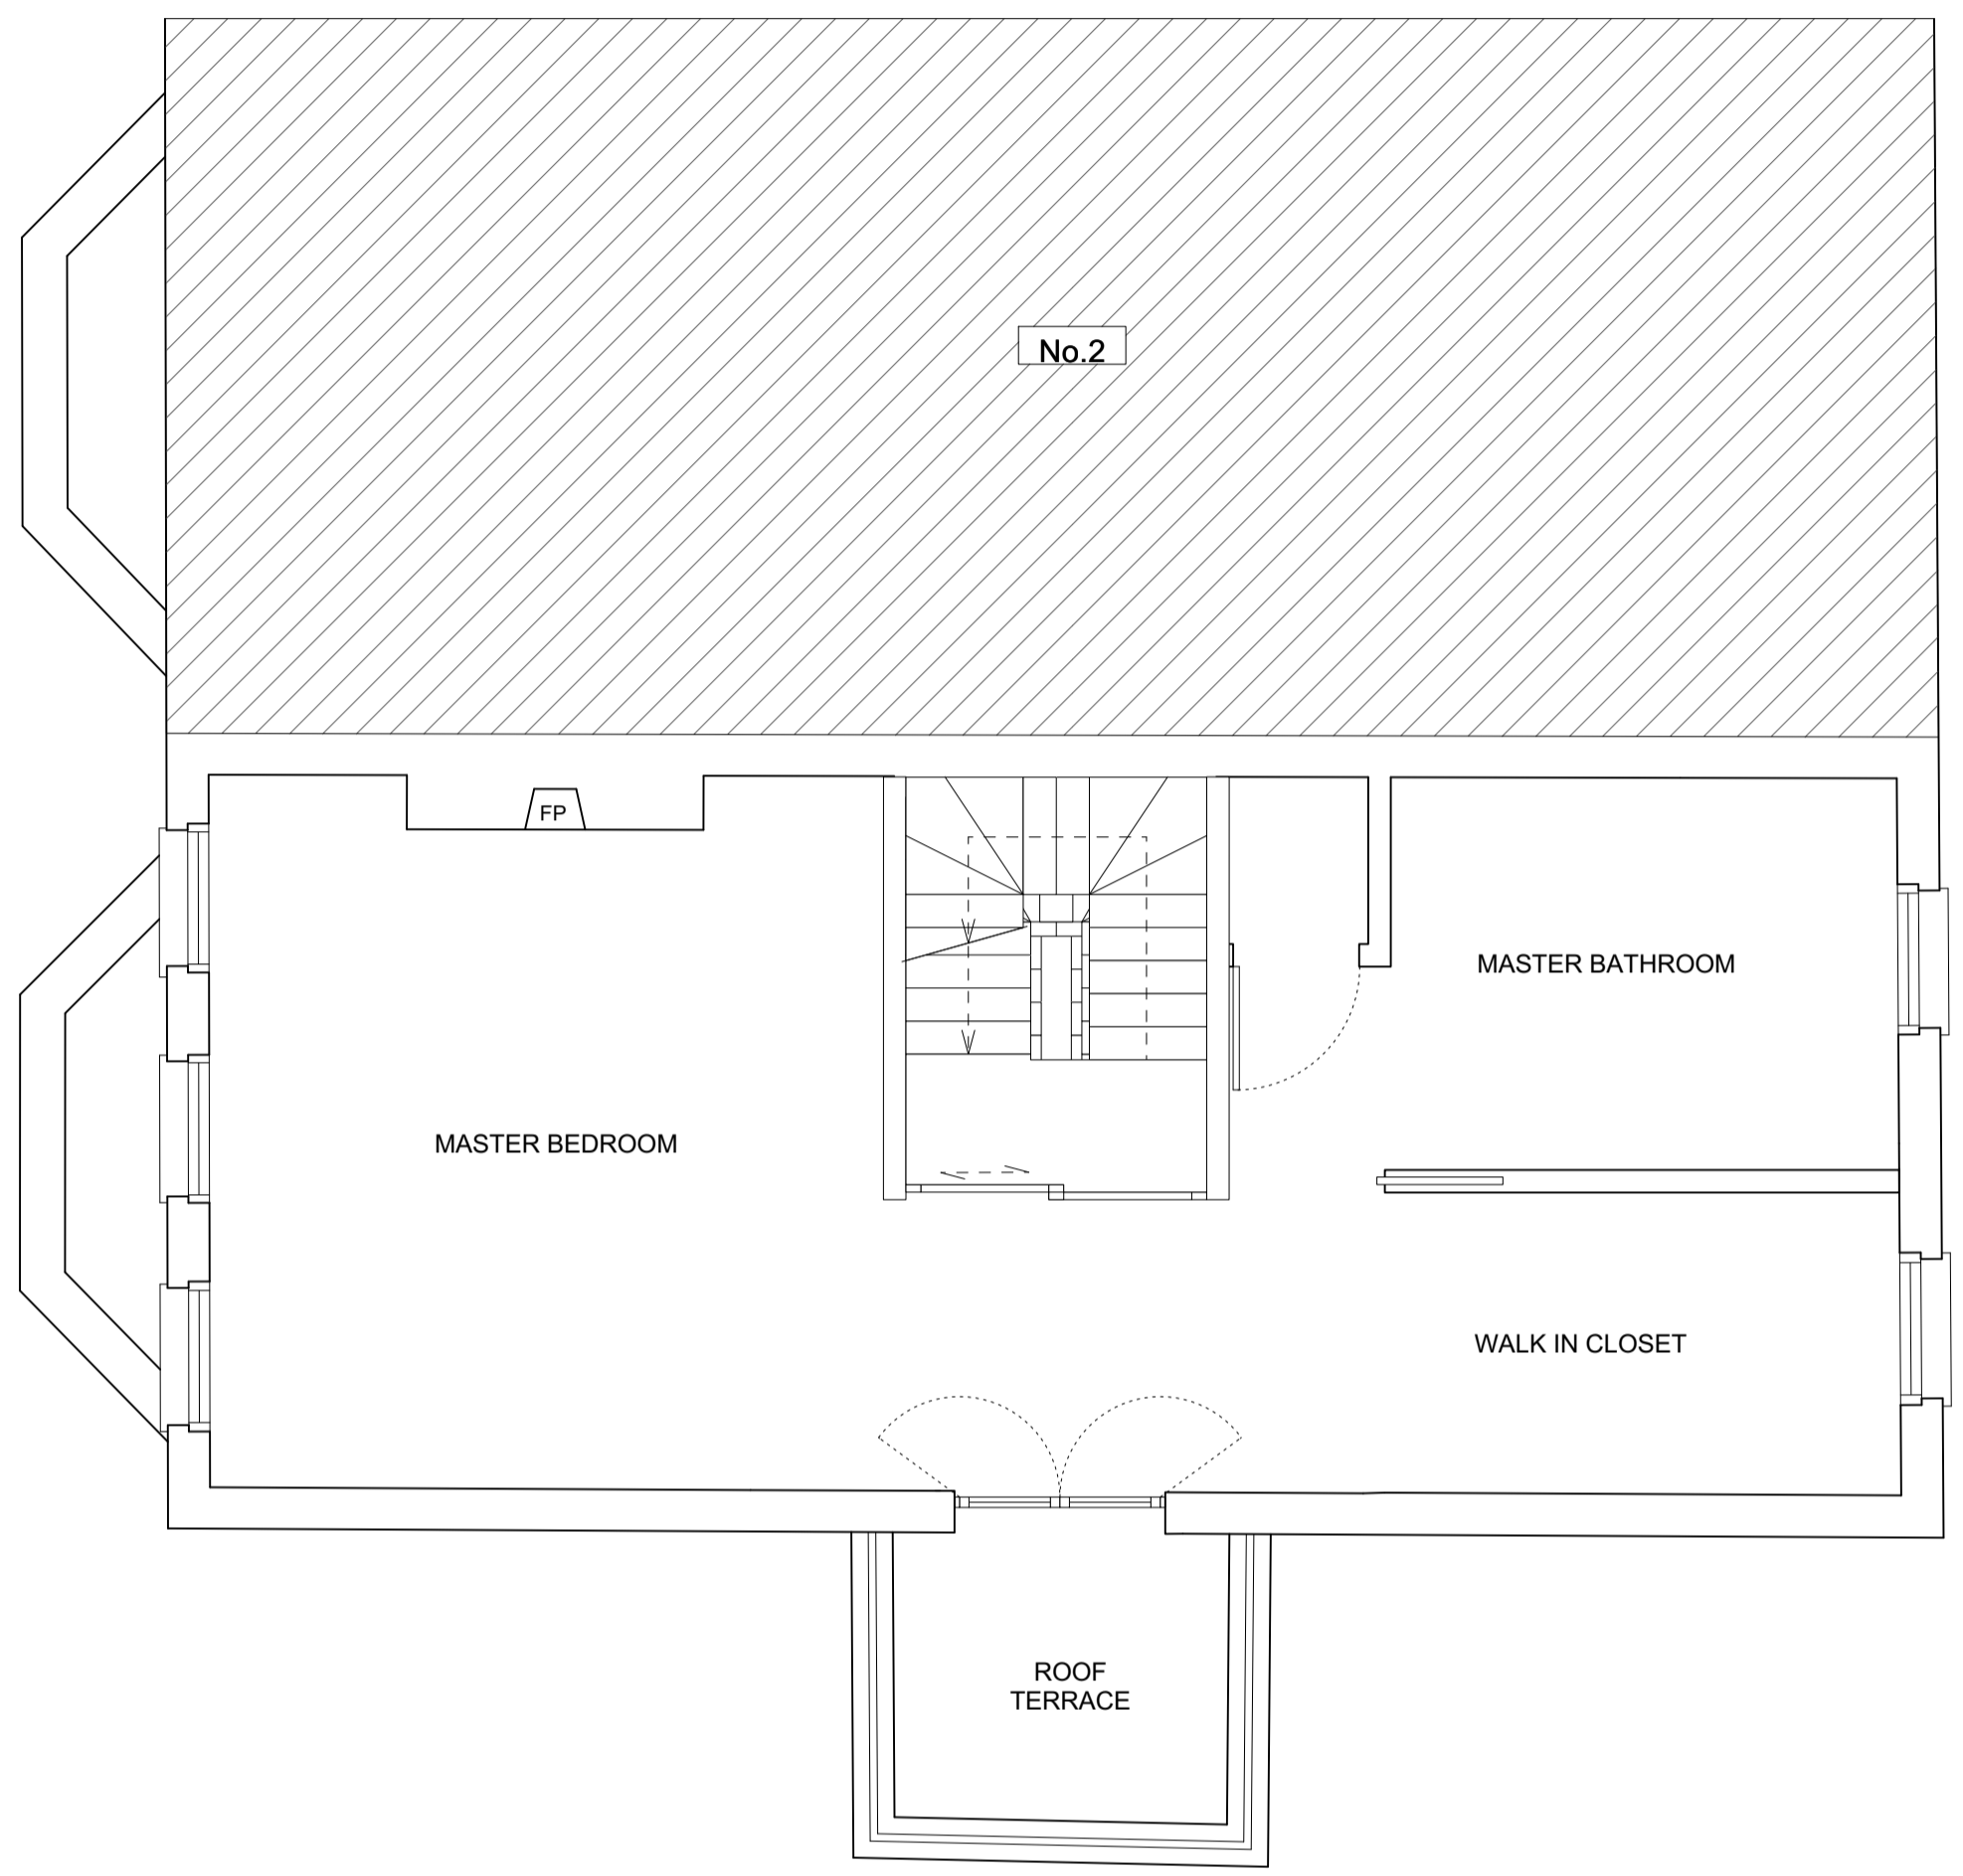 No.2
FP
MASTER BATHROOM
MASTER BEDROOM
WALK IN CLOSET
ROOF
TERRACE